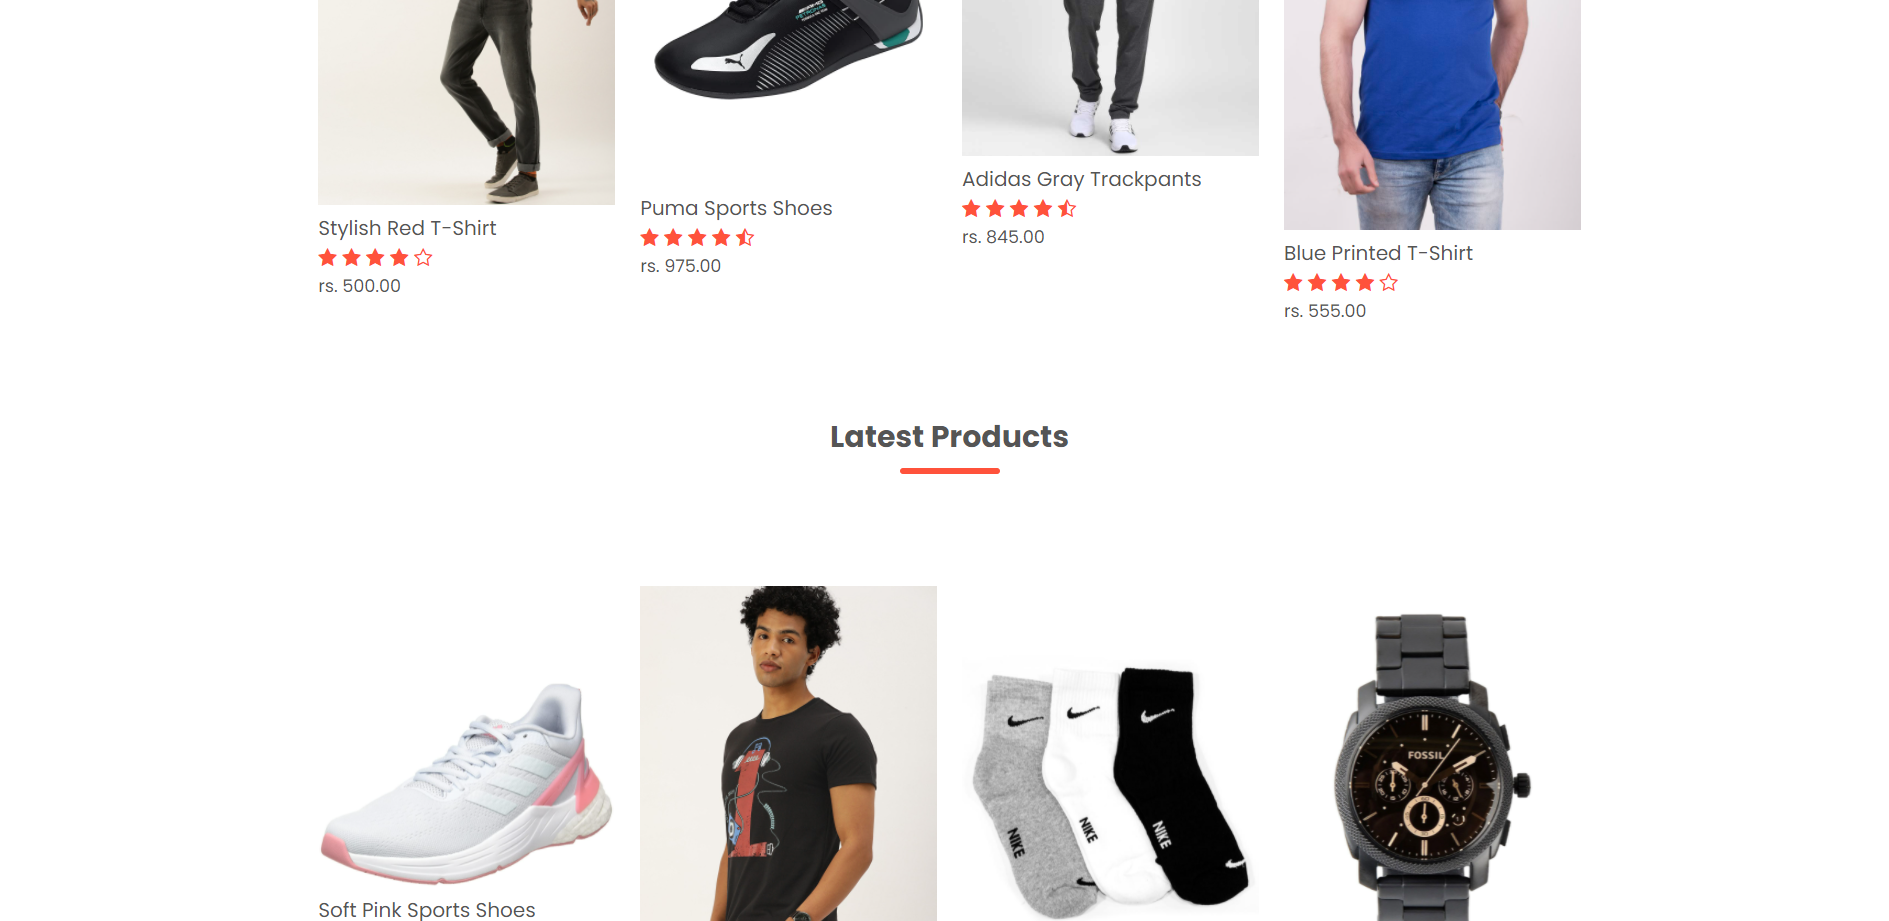 PETRONAS
Stylish Red T-Shirt
rs. 500.00
Puma Sports Shoes
rs. 975.00
Adidas Gray Trackpants
rs. 845.00
Blue Printed T-Shirt
rs. 555.00
Latest Products
Soft Pink Sports Shoes
NIKE
NIKE
NIKE
FOSSIL